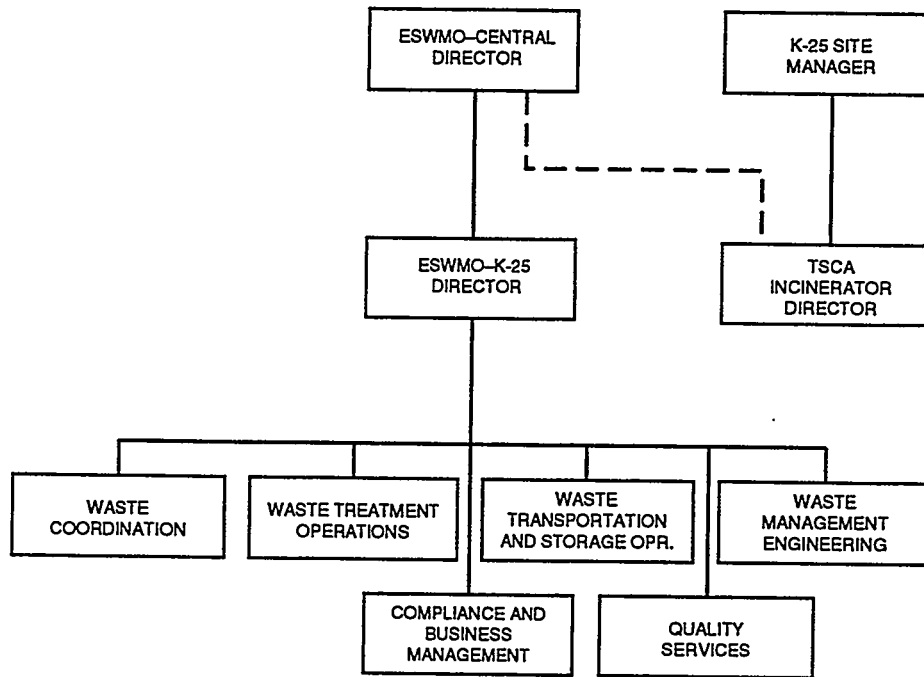 ESWMO–CENTRAL
DIRECTOR
K-25 SITE
MANAGER
ESWMO–K-25
DIRECTOR
TSCA
INCINERATOR
DIRECTOR
WASTE
COORDINATION
WASTE TREATMENT
OPERATIONS
WASTE
TRANSPORTATION
AND STORAGE OPR.
WASTE
MANAGEMENT
ENGINEERING
COMPLIANCE AND
BUSINESS
MANAGEMENT
QUALITY
SERVICES